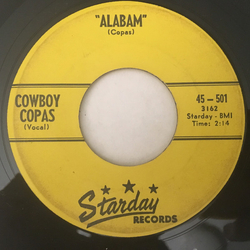 "ALABAM"
(Copas)
COWBOY
COPAS
(Vocal)
45 - 501
3162
Starday - BMI
Time: 2:14
Starday
RECORDS